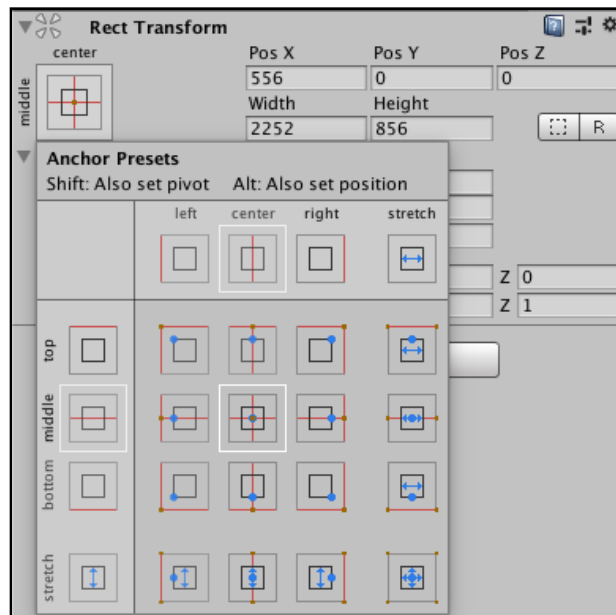 Rect Transform
center
middle
Pos X Pos Y Pos Z
556 0 0
Width Height
2252 856
R
Anchor Presets
Shift: Also set pivot Alt: Also set position
left center right stretch
Z 0
Z 1
top
middle
bottom
stretch